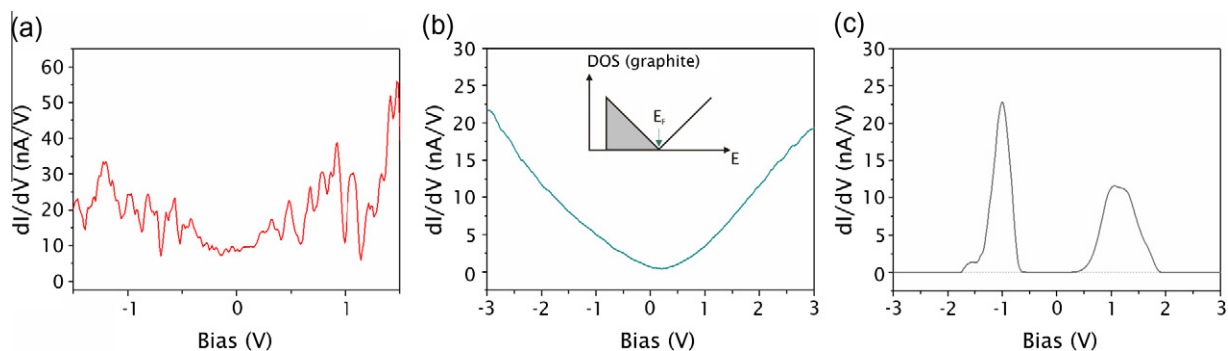 (a)
60
50
40
30
20
10
0
dI/dV (nA/V)
-1 0 1
Bias (V)
(b)
30
25
20
15
10
5
0
dI/dV (nA/V)
DOS (graphite)
E_F
E
-3 -2 -1 0 1 2 3
Bias (V)
(c)
30
25
20
15
10
5
0
dI/dV (nA/V)
-3 -2 -1 0 1 2 3
Bias (V)